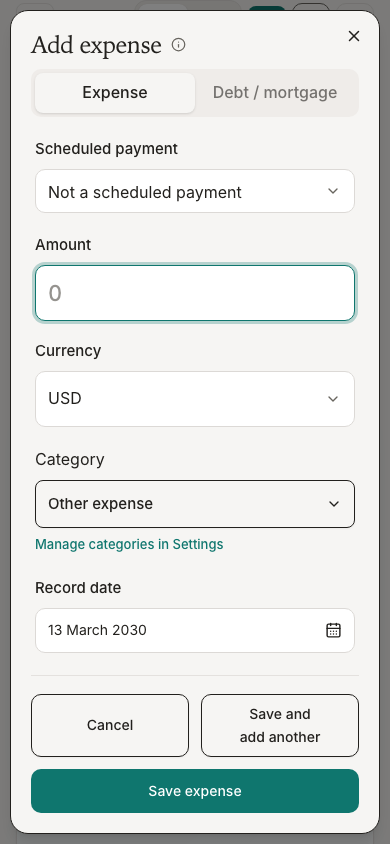 Add expense
Expense
Debt / mortgage
Scheduled payment
Not a scheduled payment
Amount
0
Currency
USD
Category
Other expense
Manage categories in Settings
Record date
13 March 2030
Cancel
Save and
add another
Save expense